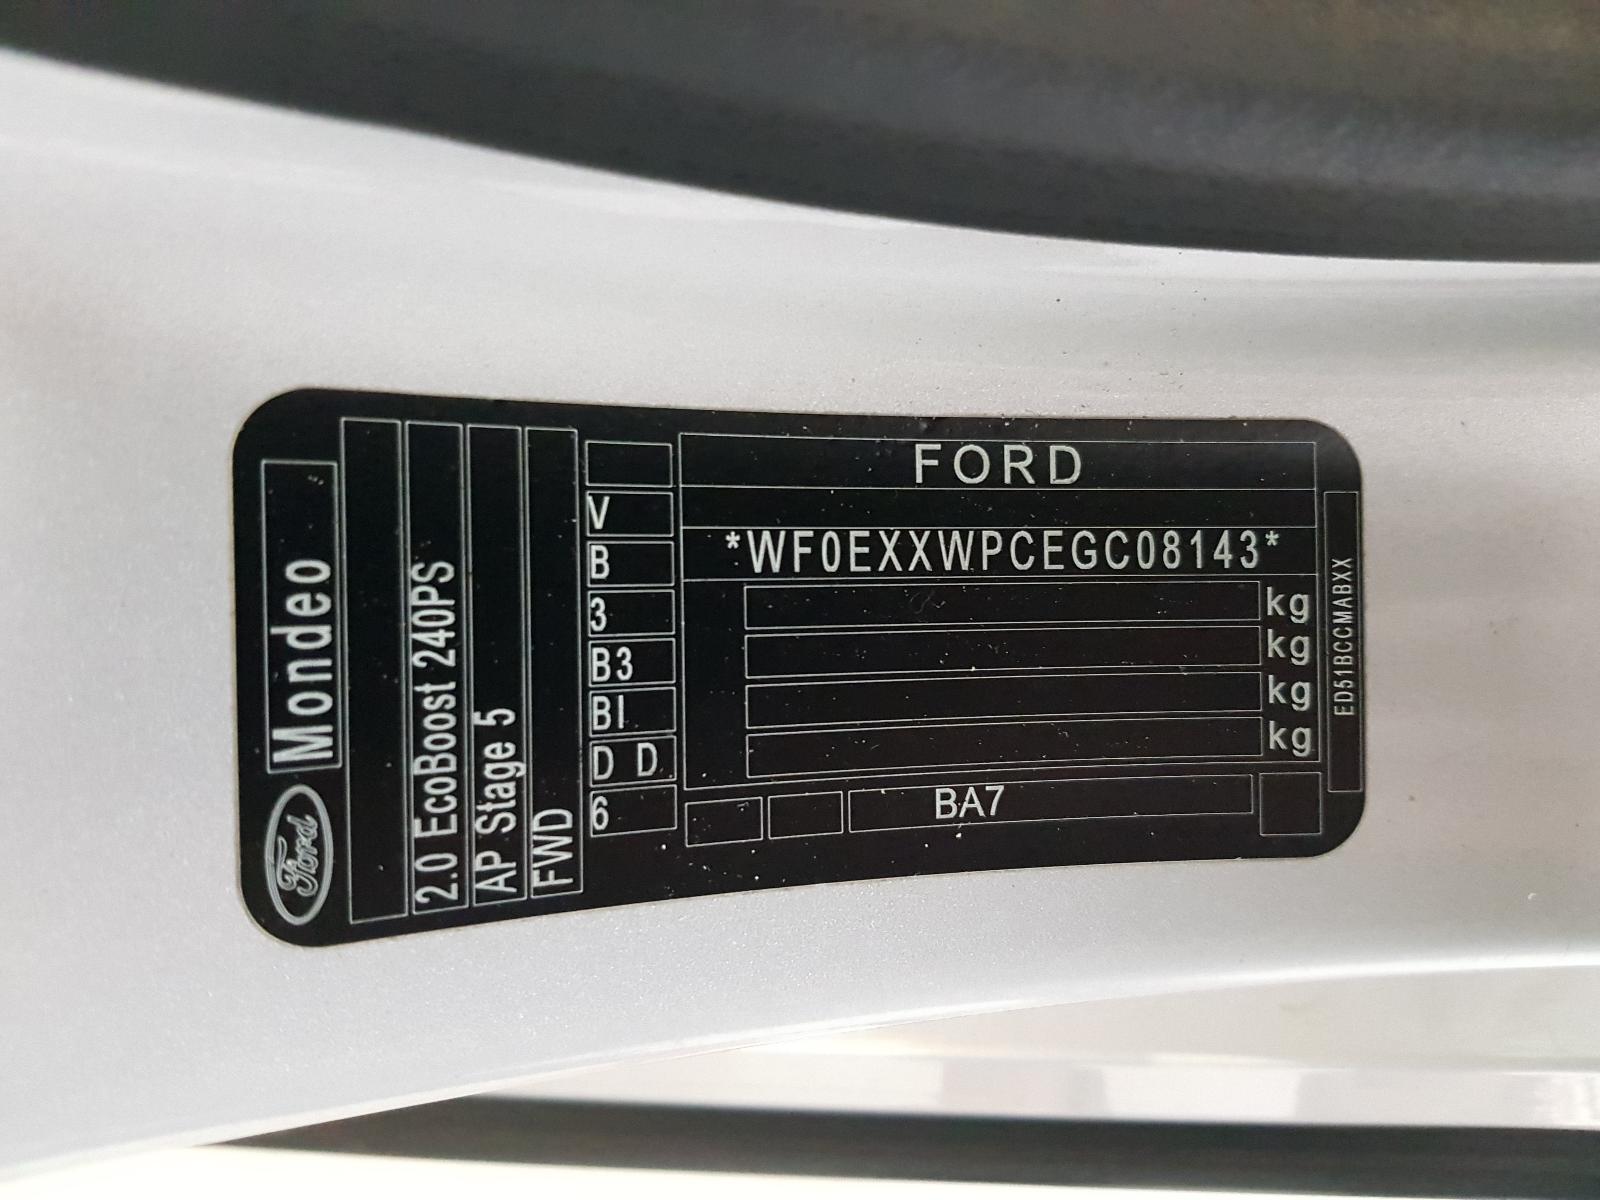 Ford
Mondeo
2.0 EcoBoost 240PS
AP Stage 5
FWD
V
B
3
B3
BI
D D
6
FORD
*WF0EXXWPCEGC08143*
kg
kg
kg
kg
BA7
ED51BCCMABXX